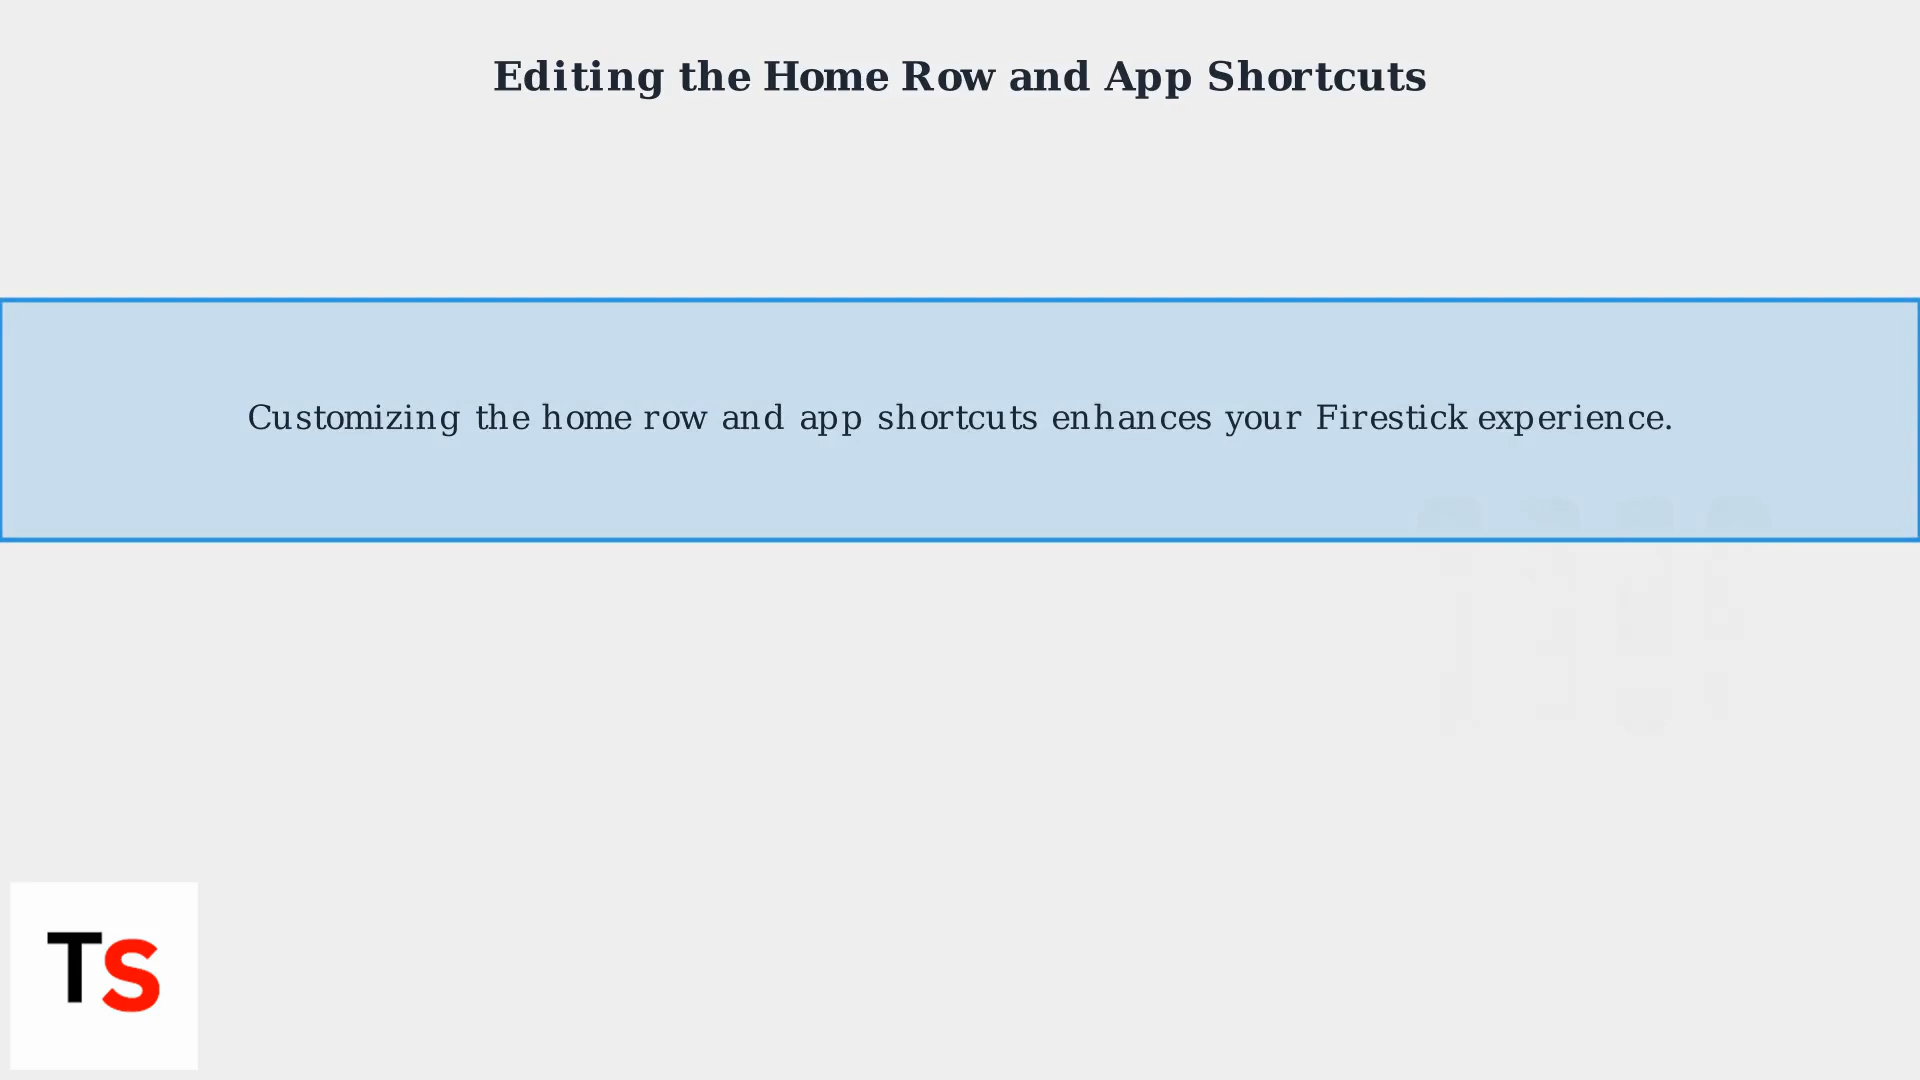 Editing the Home Row and App Shortcuts
Customizing the home row and app shortcuts enhances your Firestick experience.
TS